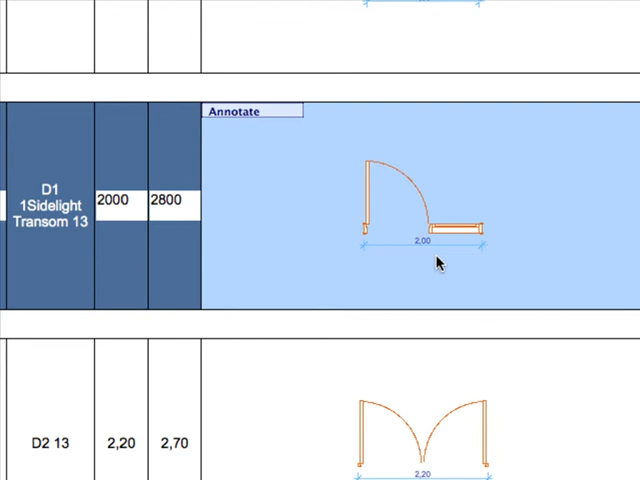 Annotate
D1
1Sidelight
Transom 13
2000
2800
2,00
D2 13
2,20
2,70
2,20